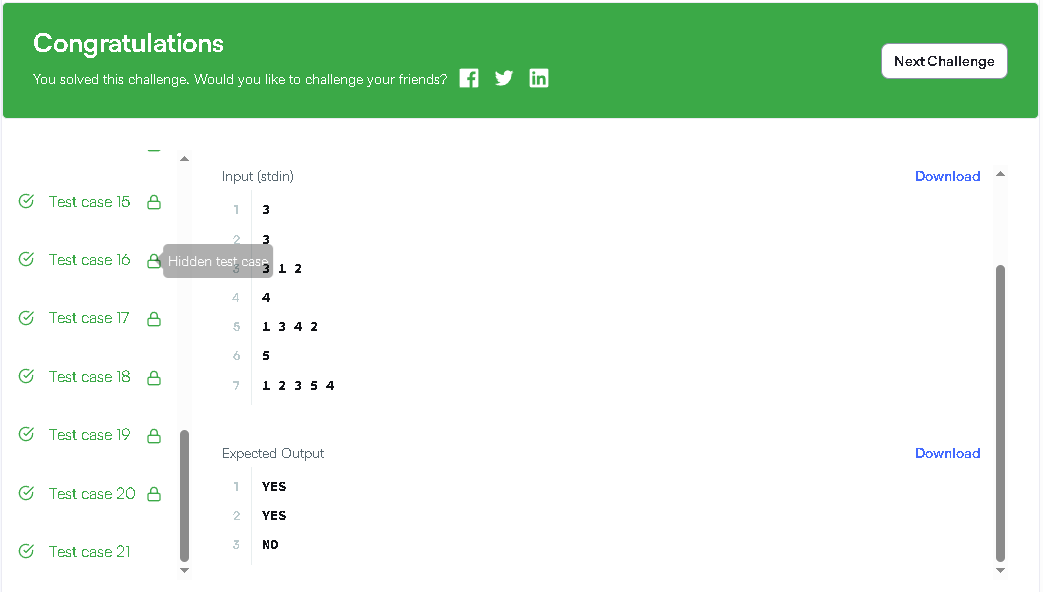 Congratulations
You solved this challenge. Would you like to challenge your friends?
Next Challenge
Test case 15
Test case 16
Hidden test case
Test case 17
Test case 18
Test case 19
Test case 20
Test case 21
Input (stdin)
Download
1 3
2 3
3 3 1 2
4 4
5 1 3 4 2
6 5
7 1 2 3 5 4
Expected Output
Download
1 YES
2 YES
3 NO